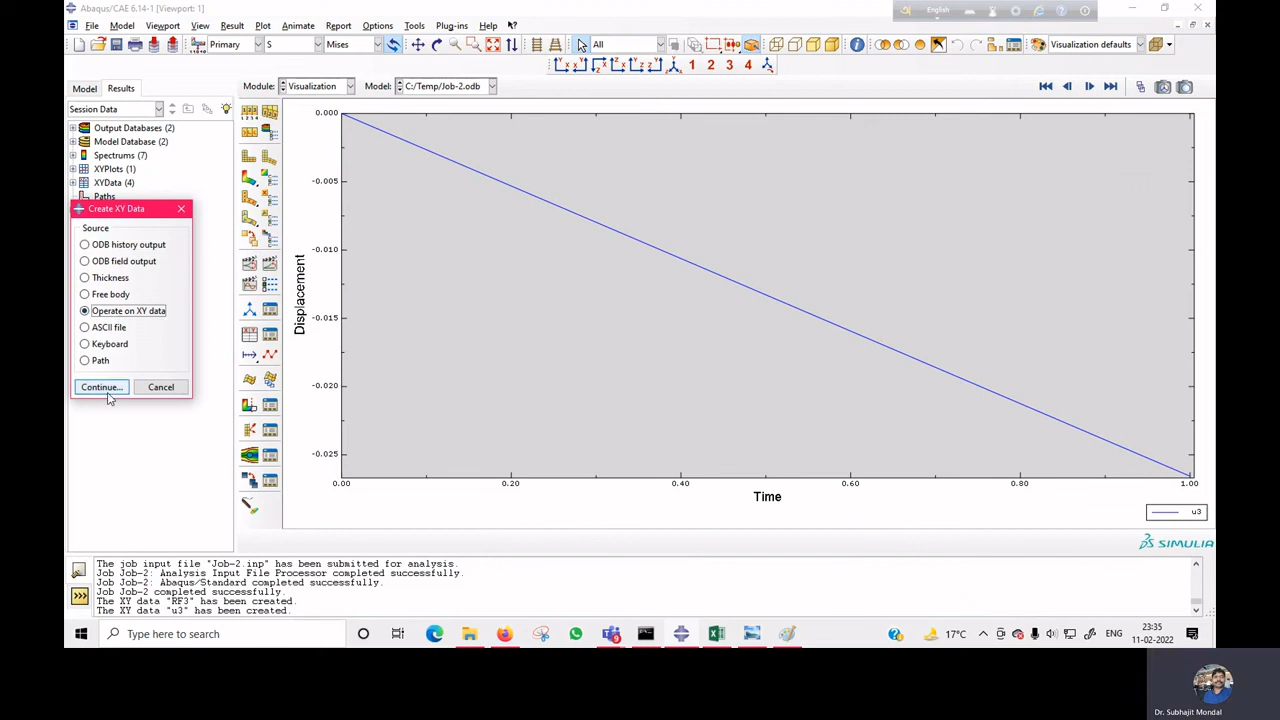 Abaqus/CAE 6.14-1 [Viewport: 1]
English
File Model Viewport View Result Plot Animate Report Options Tools Plug-ins Help
Primary S Mises All Visualization defaults
1 2 3 4
Model Results Module: Visualization Model: C:/Temp/Job-2.odb
Session Data
Output Databases (2)
Model Database (2)
Spectrums (7)
XYPlots (1)
XYData (4)
Paths
Create XY Data
Source
ODB history output
ODB field output
Thickness
Free body
Operate on XY data
ASCII file
Keyboard
Path
Continue... Cancel
0.000
-0.005
-0.010
-0.015
-0.020
-0.025
Displacement
0.00 0.20 0.40 0.60 0.80 1.00
Time
u3
SIMULIA
The job input file "Job-2.inp" has been submitted for analysis.
Job Job-2: Analysis Input File Processor completed successfully.
Job Job-2: Abaqus/Standard completed successfully.
Job Job-2 completed successfully.
The XY data "RF3" has been created.
The XY data "u3" has been created.
Type here to search
17°C
ENG
23:35
11-02-2022
Dr. Subhajit Mondal